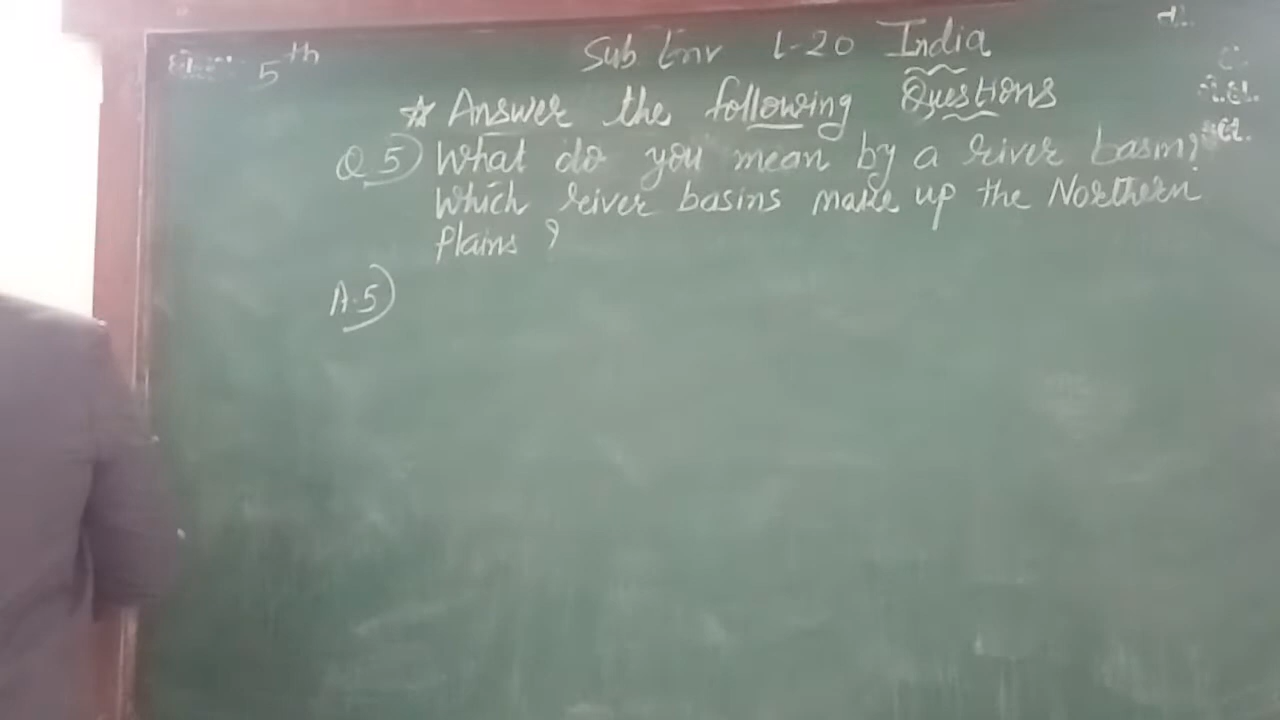 5th
Sub Env L-20 India
☆ Answer the following Questions
Q.5) What do you mean by a river basin?
Which river basins make up the Northern
Plains ?
A.5)